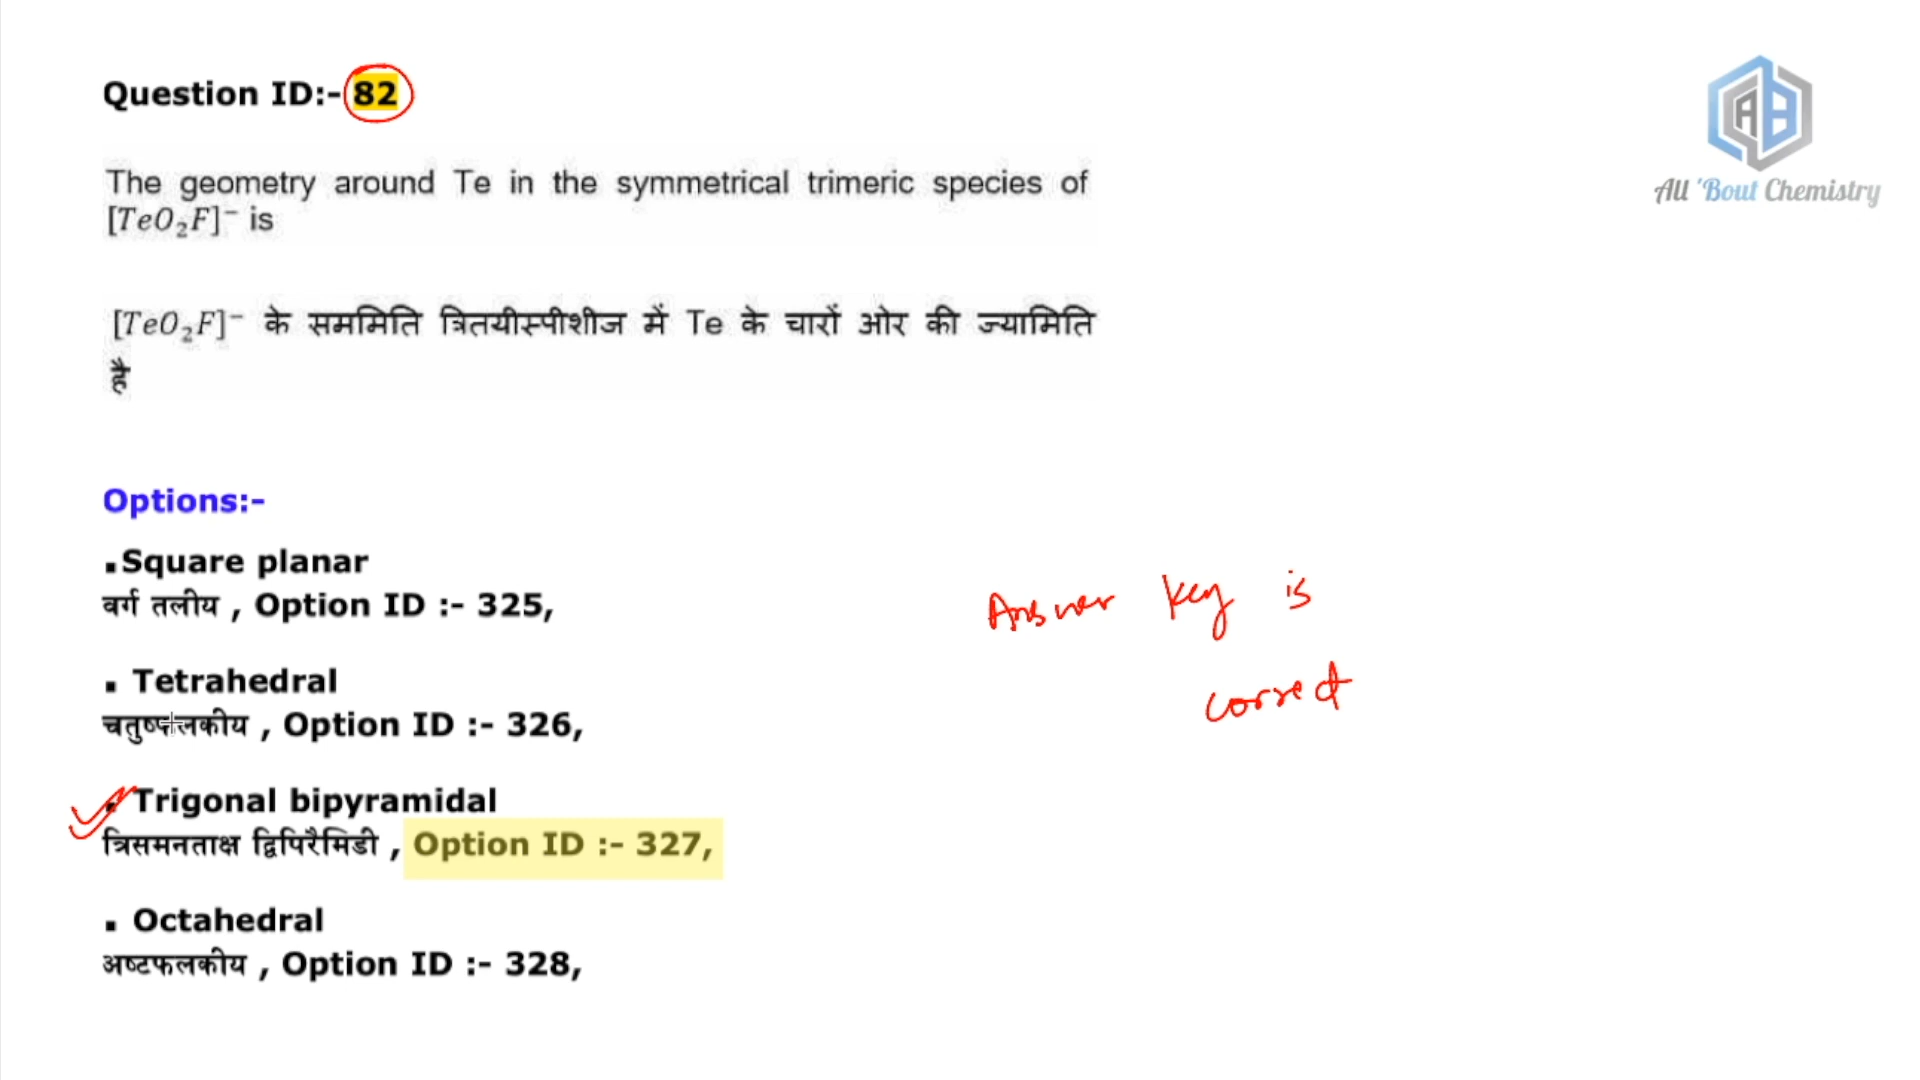 Question ID:- 82
All 'Bout Chemistry
The geometry around Te in the symmetrical trimeric species of
[TeO₂F]⁻ is
[TeO₂F]⁻ के सममिति त्रितयीस्पीशीज में Te के चारों ओर की ज्यामिति
है
Options:-
Square planar
वर्ग तलीय , Option ID :- 325,
Answer key is
Tetrahedral
correct
चतुष्फलकीय , Option ID :- 326,
Trigonal bipyramidal
त्रिसमनताक्ष द्विपिरैमिडी , Option ID :- 327,
Octahedral
अष्टफलकीय , Option ID :- 328,